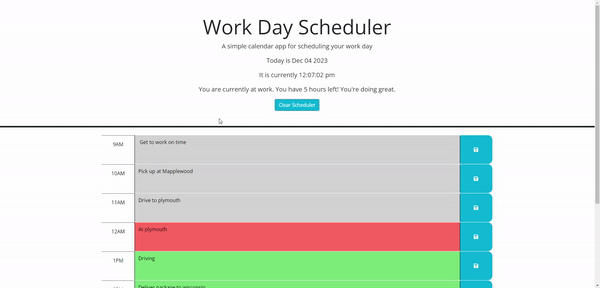 Work Day Scheduler
A simple calendar app for scheduling your work day
Today is Dec 04 2023
It is currently 12:07:02 pm
You are currently at work. You have 5 hours left! You're doing great.
Clear Scheduler
9AM Get to work on time
10AM Pick up at Mapplewood
11AM Drive to plymouth
12AM At plymouth
1PM Driving
Deliver package to wisconsin